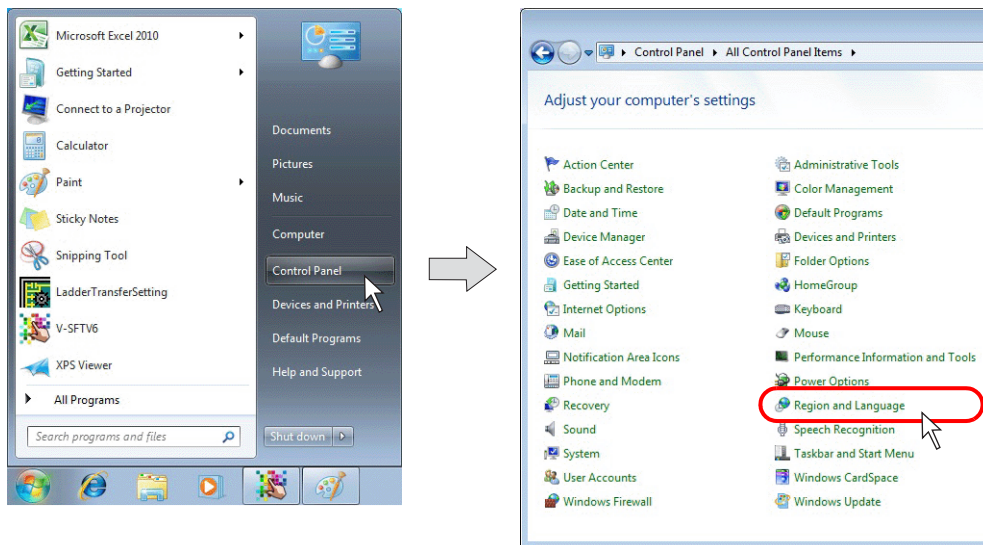 Microsoft Excel 2010
Getting Started
Connect to a Projector
Calculator
Paint
Sticky Notes
Snipping Tool
LadderTransferSetting
V-SFTV6
XPS Viewer
All Programs
Search programs and files
Documents
Pictures
Music
Computer
Control Panel
Devices and Printers
Default Programs
Help and Support
Shut down
Control Panel All Control Panel Items
Adjust your computer's settings
Action Center
Backup and Restore
Date and Time
Device Manager
Ease of Access Center
Getting Started
Internet Options
Mail
Notification Area Icons
Phone and Modem
Recovery
Sound
System
User Accounts
Windows Firewall
Administrative Tools
Color Management
Default Programs
Devices and Printers
Folder Options
HomeGroup
Keyboard
Mouse
Performance Information and Tools
Power Options
Region and Language
Speech Recognition
Taskbar and Start Menu
Windows CardSpace
Windows Update